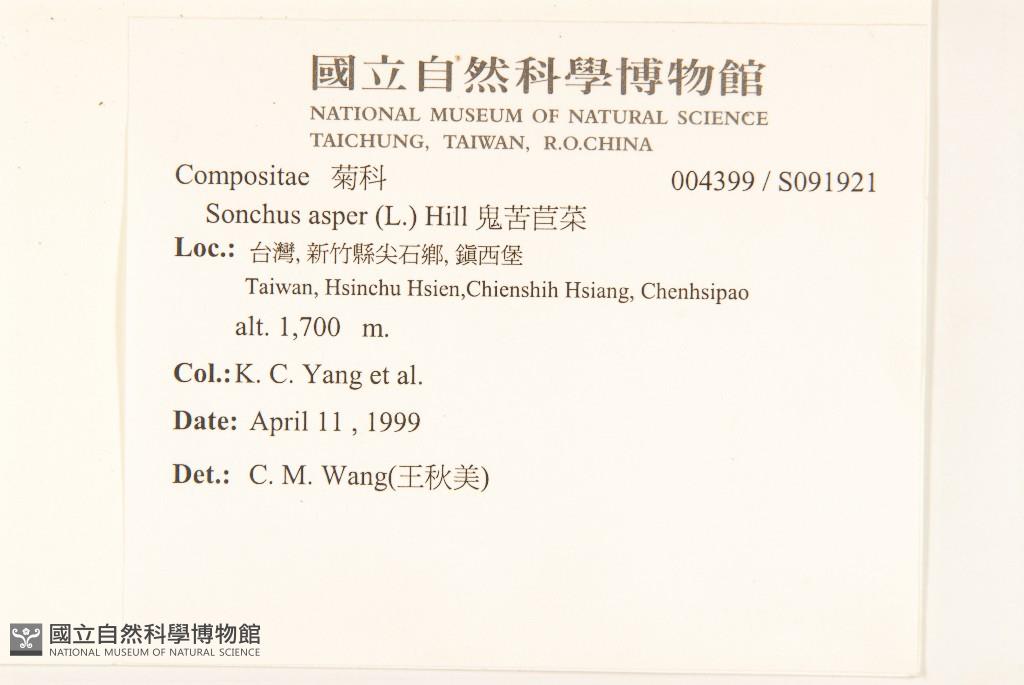 國立自然科學博物館
NATIONAL MUSEUM OF NATURAL SCIENCE
TAICHUNG, TAIWAN, R.O.CHINA
Compositae 菊科 004399 / S091921
Sonchus asper (L.) Hill 鬼苦苣菜
Loc.: 台灣, 新竹縣尖石鄉, 鎮西堡
Taiwan, Hsinchu Hsien,Chienshih Hsiang, Chenhsipao
alt. 1,700 m.
Col.: K. C. Yang et al.
Date: April 11 , 1999
Det.: C. M. Wang(王秋美)
國立自然科學博物館
NATIONAL MUSEUM OF NATURAL SCIENCE